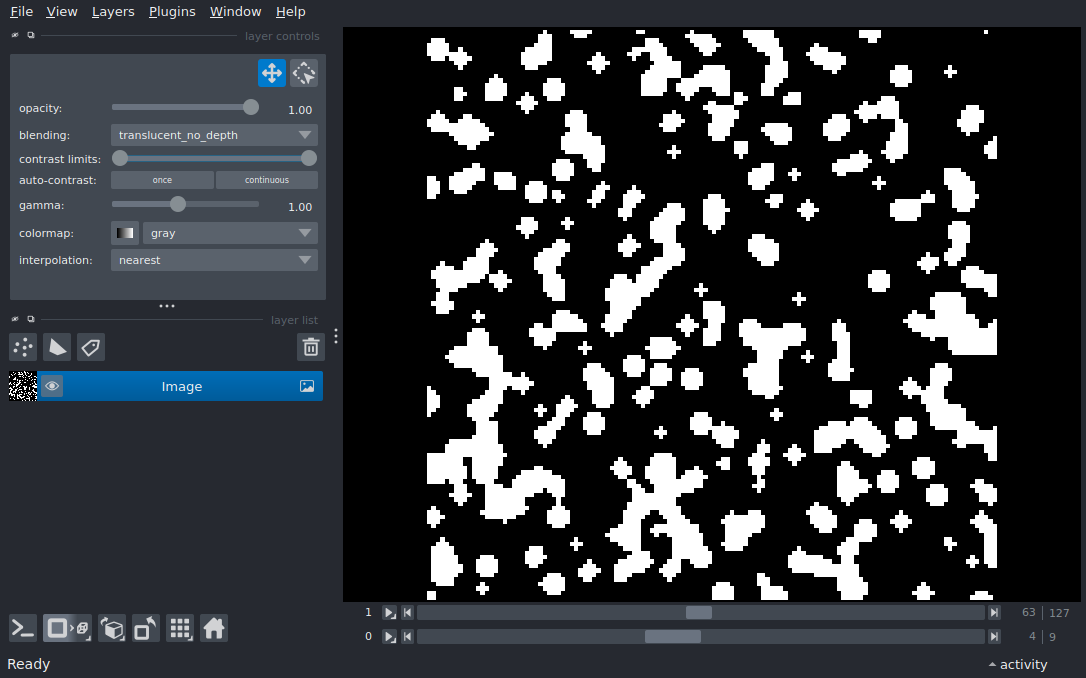 File View Layers Plugins Window Help
layer controls
opacity: 1.00
blending: translucent_no_depth
contrast limits:
auto-contrast: once continuous
gamma: 1.00
colormap: gray
interpolation: nearest
layer list
Image
1 63 127
0 4 9
Ready activity